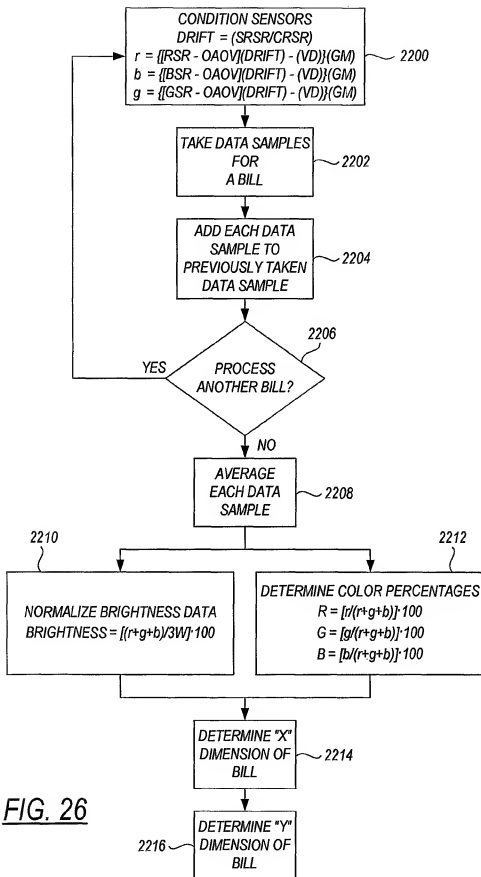 CONDITION SENSORS
DRIFT = (SRSR/CRSR)
r = {[RSR - OAOV](DRIFT) - (VD)}(GM)
b = {[BSR - OAOV](DRIFT) - (VD)}(GM)
g = {[GSR - OAOV](DRIFT) - (VD)}(GM)
2200
TAKE DATA SAMPLES
FOR
A BILL
2202
ADD EACH DATA
SAMPLE TO
PREVIOUSLY TAKEN
DATA SAMPLE
2204
2206
YES
PROCESS
ANOTHER BILL?
NO
AVERAGE
EACH DATA
SAMPLE
2208
2210
NORMALIZE BRIGHTNESS DATA
BRIGHTNESS = [(r+g+b)/3W]·100
2212
DETERMINE COLOR PERCENTAGES
R = [r/(r+g+b)]·100
G = [g/(r+g+b)]·100
B = [b/(r+g+b)]·100
DETERMINE "X"
DIMENSION OF
BILL
2214
FIG. 26
2216
DETERMINE "Y"
DIMENSION OF
BILL